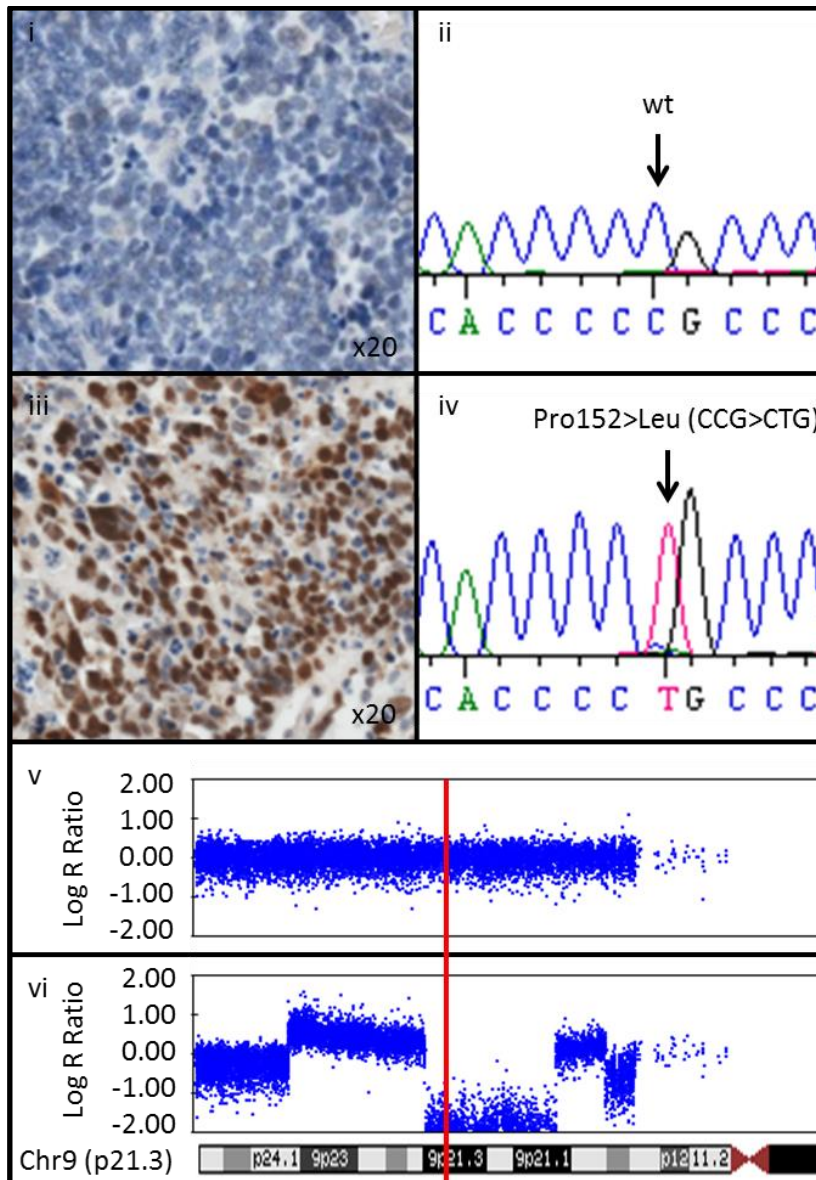 i
x20
ii
wt
C A C C C C C G C C C
iii
x20
iv
Pro152>Leu (CCG>CTG)
C A C C C C T G C C C
v
Log R Ratio
2.00
1.00
0.00
-1.00
-2.00
vi
Log R Ratio
2.00
1.00
0.00
-1.00
-2.00
Chr9 (p21.3)
p24.1 9p23 9p21.3 9p21.1 p12 11.2